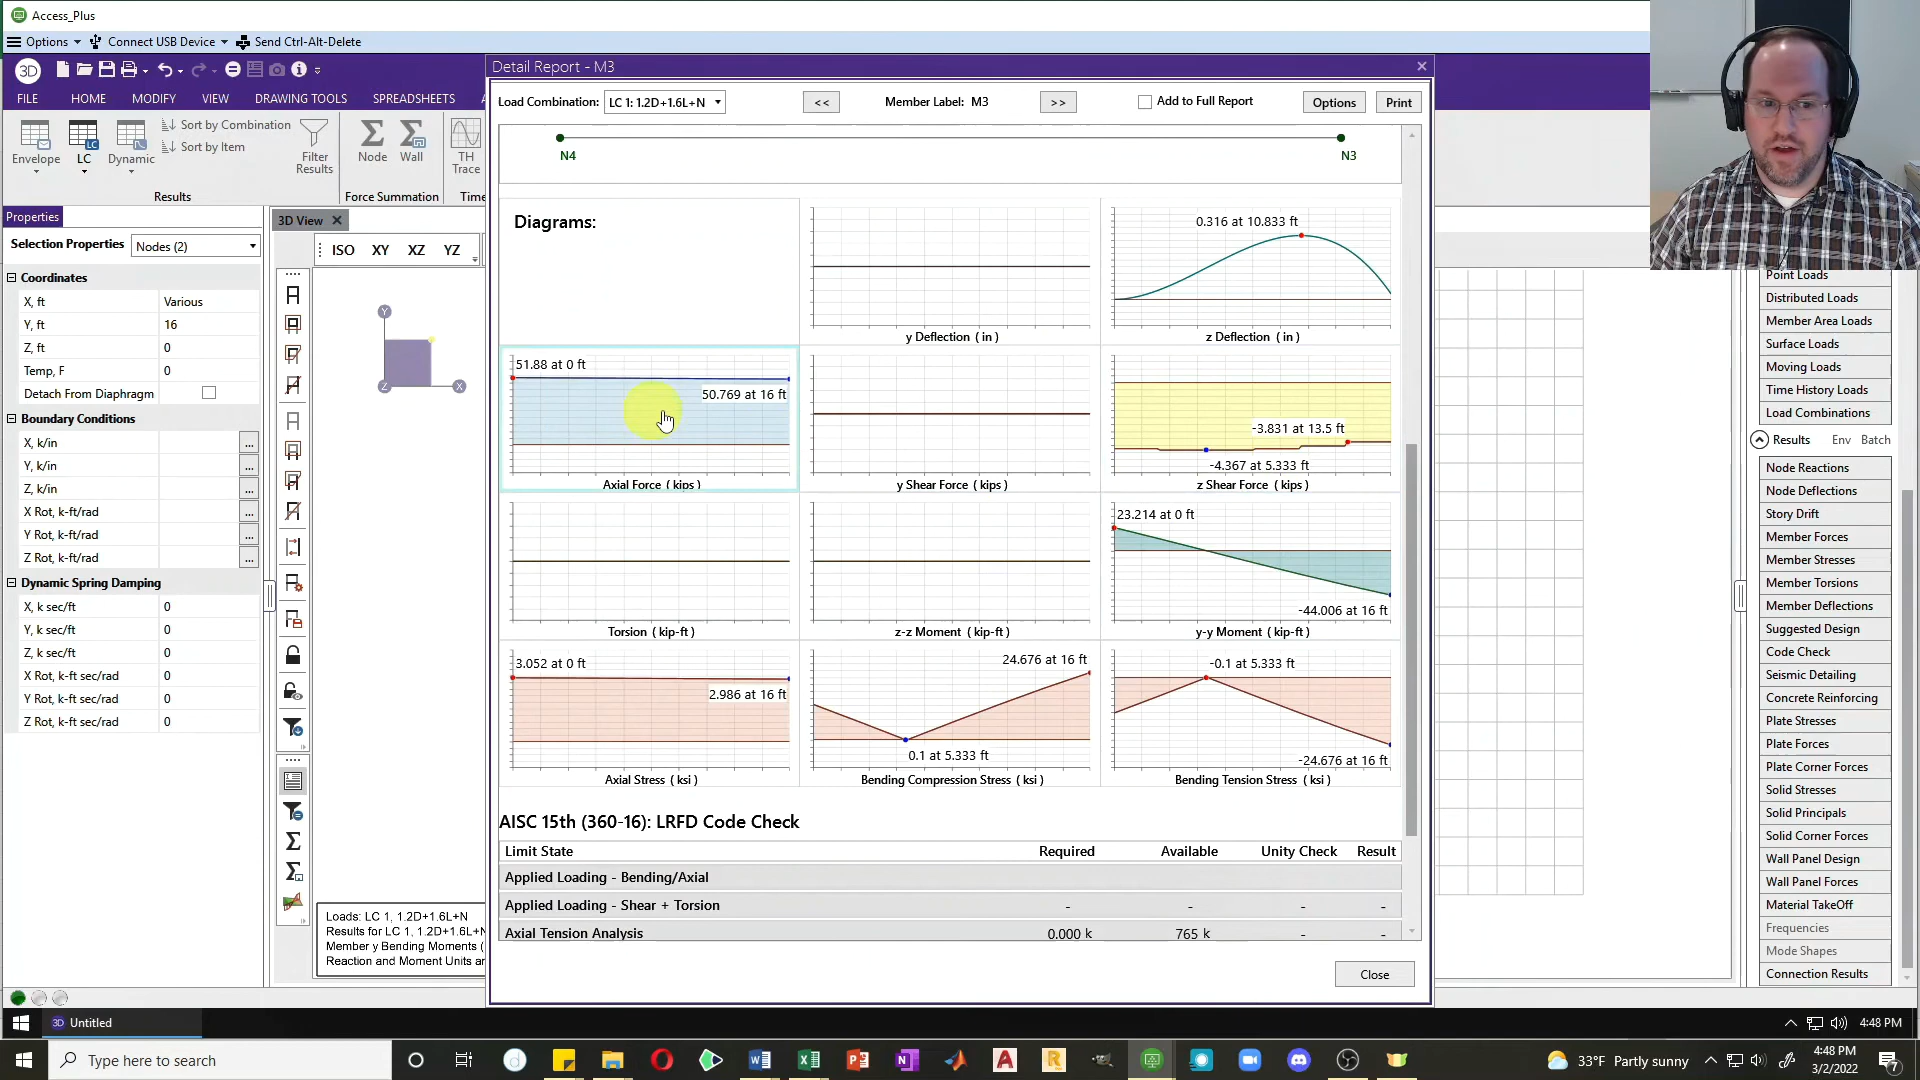 Access_Plus
Options Connect USB Device Send Ctrl-Alt-Delete
3D
FILE HOME MODIFY VIEW DRAWING TOOLS SPREADSHEETS
Envelope LC Dynamic
Sort by Combination
Sort by Item
Filter Results
Results
Node Wall
Force Summation
TH Trace
Time
Properties
Selection Properties Nodes (2)
Coordinates
X, ft Various
Y, ft 16
Z, ft 0
Temp, F 0
Detach From Diaphragm
Boundary Conditions
X, k/in ...
Y, k/in ...
Z, k/in ...
X Rot, k-ft/rad ...
Y Rot, k-ft/rad ...
Z Rot, k-ft/rad ...
Dynamic Spring Damping
X, k sec/ft 0
Y, k sec/ft 0
Z, k sec/ft 0
X Rot, k-ft sec/rad 0
Y Rot, k-ft sec/rad 0
Z Rot, k-ft sec/rad 0
3D View
ISO XY XZ YZ
Y
Z X
Loads: LC 1, 1.2D+1.6L+N
Results for LC 1, 1.2D+1.6L+N
Member y Bending Moments (
Reaction and Moment Units ar
Detail Report - M3
Load Combination: LC 1: 1.2D+1.6L+N << Member Label: M3 >> Add to Full Report Options Print
N4 N3
Diagrams:
y Deflection ( in )
0.316 at 10.833 ft
z Deflection ( in )
51.88 at 0 ft
50.769 at 16 ft
Axial Force ( kips )
y Shear Force ( kips )
-3.831 at 13.5 ft
-4.367 at 5.333 ft
z Shear Force ( kips )
Torsion ( kip-ft )
z-z Moment ( kip-ft )
23.214 at 0 ft
-44.006 at 16 ft
y-y Moment ( kip-ft )
3.052 at 0 ft
2.986 at 16 ft
Axial Stress ( ksi )
24.676 at 16 ft
0.1 at 5.333 ft
Bending Compression Stress ( ksi )
-0.1 at 5.333 ft
-24.676 at 16 ft
Bending Tension Stress ( ksi )
AISC 15th (360-16): LRFD Code Check
Limit State Required Available Unity Check Result
Applied Loading - Bending/Axial
Applied Loading - Shear + Torsion - - - -
Axial Tension Analysis 0.000 k 765 k - -
Close
Point Loads
Distributed Loads
Member Area Loads
Surface Loads
Moving Loads
Time History Loads
Load Combinations
Results Env Batch
Node Reactions
Node Deflections
Story Drift
Member Forces
Member Stresses
Member Torsions
Member Deflections
Suggested Design
Code Check
Seismic Detailing
Concrete Reinforcing
Plate Stresses
Plate Forces
Plate Corner Forces
Solid Stresses
Solid Principals
Solid Corner Forces
Wall Panel Design
Wall Panel Forces
Material TakeOff
Frequencies
Mode Shapes
Connection Results
3D Untitled
4:48 PM
Type here to search
33°F Partly sunny
4:48 PM
3/2/2022
7